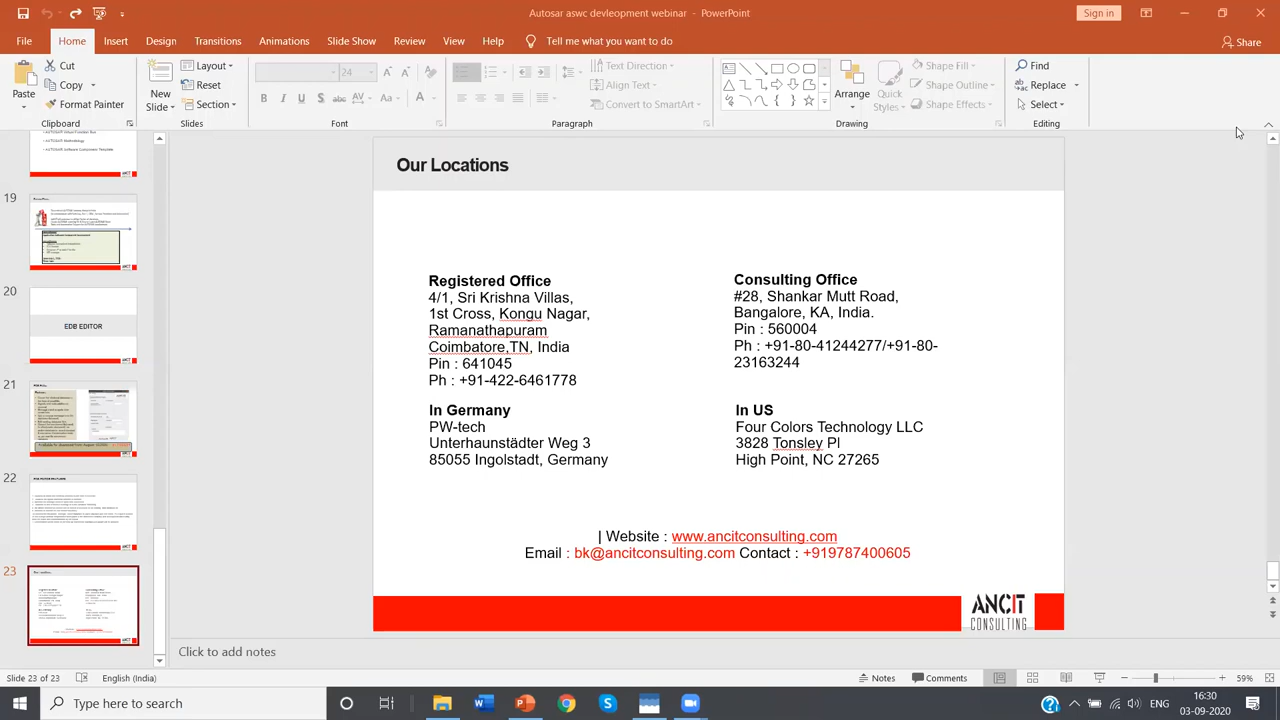 Autosar aswc devlopment webinar - PowerPoint
Sign in
File Home Insert Design Transitions Animations Slide Show Review View Help Tell me what you want to do
Share
Paste
Cut
Copy
Format Painter
Clipboard
New
Slide
Layout
Reset
Section
Slides
24
Font
Text Direction
Align Text
Convert to SmartArt
Paragraph
Arrange
Quick
Styles
Shape Fill
Shape Outline
Shape Effects
Drawing
Find
Replace
Select
Editing
19
20
EDB EDITOR
21
22
23
Our Locations
Registered Office
4/1, Sri Krishna Villas,
1st Cross, Kongu Nagar,
Ramanathapuram
Coimbatore,TN, India
Pin : 641045
Ph : +91-422-6461778
Consulting Office
#28, Shankar Mutt Road,
Bangalore, KA, India.
Pin : 560004
Ph : +91-80-41244277/+91-80-
23163244
In Germany
PW-tech
Unterhaunstädter Weg 3
85055 Ingolstadt, Germany
In US
Four Colors Technology LLC
3828 Tonsley Pl
High Point, NC 27265
| Website : www.ancitconsulting.com
Email : bk@ancitconsulting.com Contact : +919787400605
ANCIT
CONSULTING
Click to add notes
Slide 23 of 23
English (India)
Notes
Comments
59%
Type here to search
ENG
16:30
03-09-2020